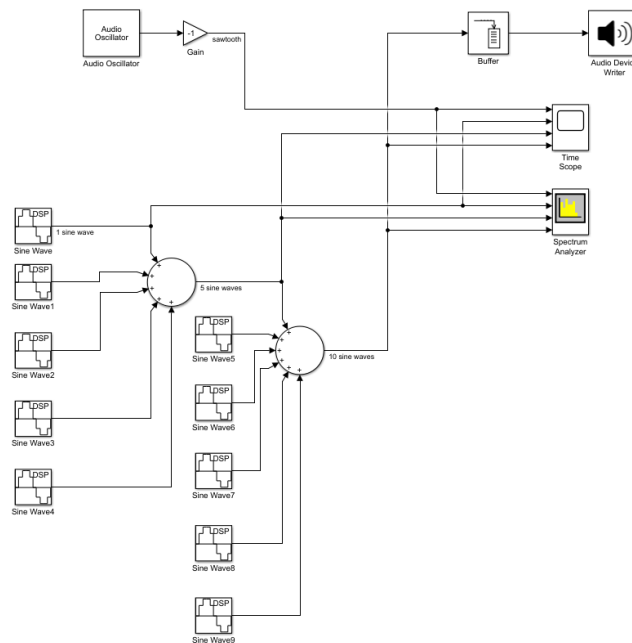 Audio
Oscillator
Audio Oscillator
-1
Gain
sawtooth
Buffer
Audio Device
Writer
Time
Scope
Spectrum
Analyzer
DSP
Sine Wave
1 sine wave
DSP
Sine Wave1
DSP
Sine Wave2
DSP
Sine Wave3
DSP
Sine Wave4
+
+
+
+
+
5 sine waves
DSP
Sine Wave5
DSP
Sine Wave6
DSP
Sine Wave7
DSP
Sine Wave8
DSP
Sine Wave9
+
+
+
+
+
+
10 sine waves